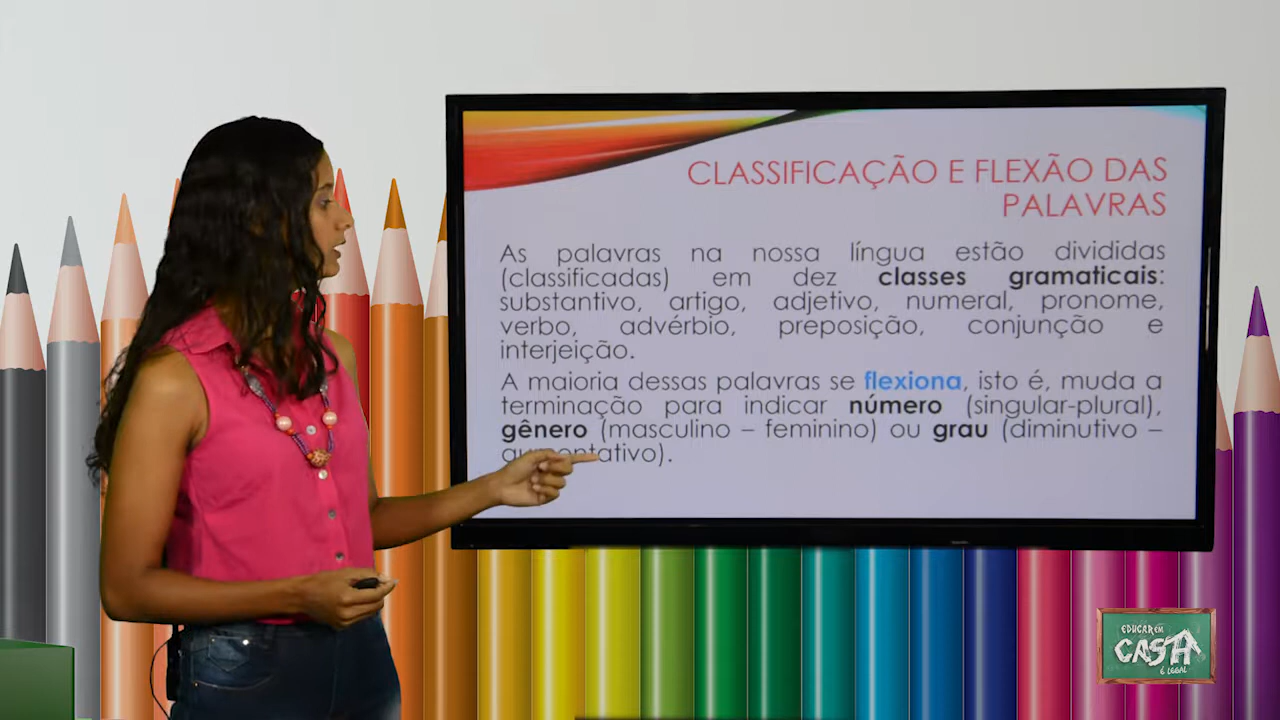 CLASSIFICAÇÃO E FLEXÃO DAS
PALAVRAS
As palavras na nossa língua estão divididas
(classificadas) em dez classes gramaticais:
substantivo, artigo, adjetivo, numeral, pronome,
verbo, advérbio, preposição, conjunção e
interjeição.
A maioria dessas palavras se flexiona, isto é, muda a
terminação para indicar número (singular-plural),
gênero (masculino – feminino) ou grau (diminutivo –
aumentativo).
EDUCAR EM
CASA
É LEGAL